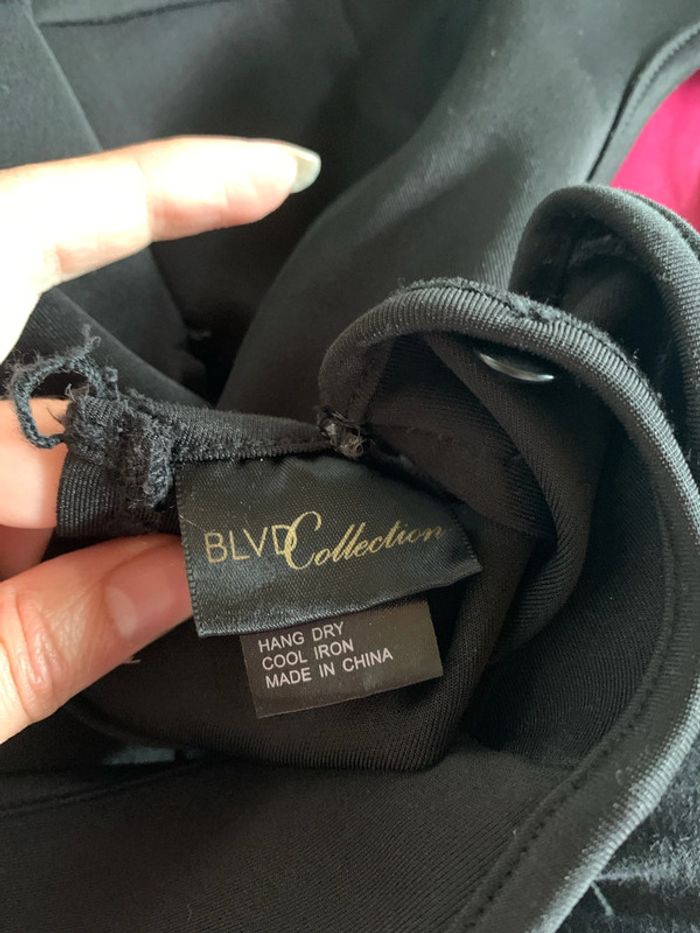 BLVD Collection
HANG DRY
COOL IRON
MADE IN CHINA